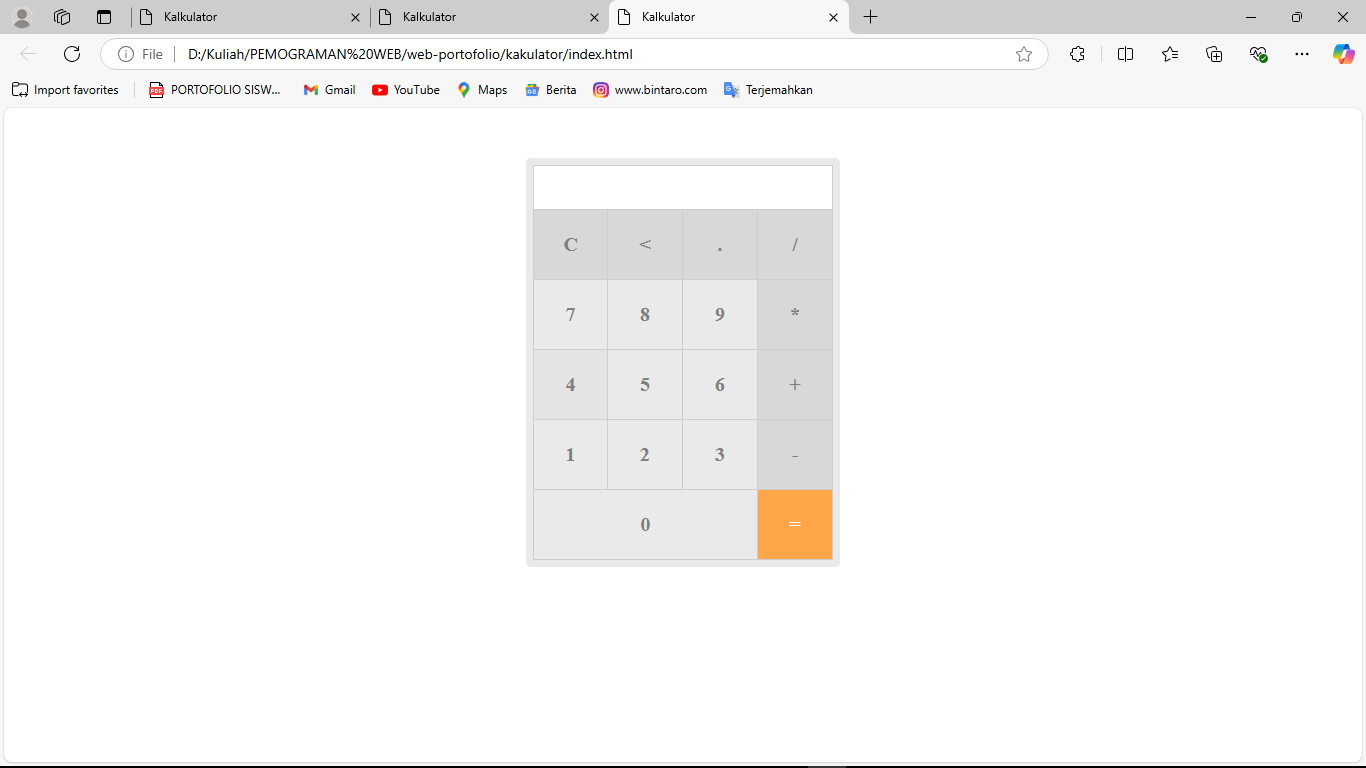 Kalkulator Kalkulator Kalkulator
File D:/Kuliah/PEMOGRAMAN%20WEB/web-portofolio/kakulator/index.html
Import favorites PORTOFOLIO SISW... Gmail YouTube Maps Berita www.bintaro.com Terjemahkan
C < . /
7 8 9 *
4 5 6 +
1 2 3 -
0 =